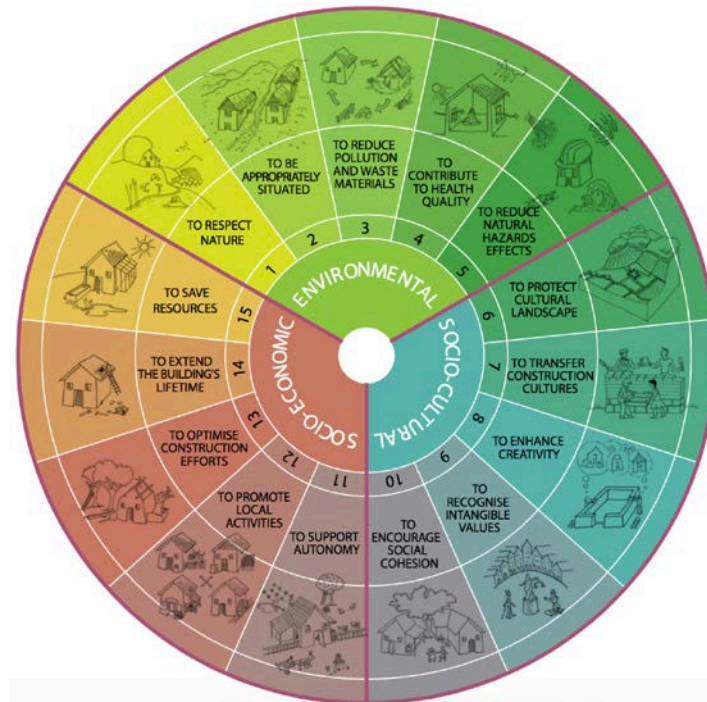 ENVIRONMENTAL
1
TO RESPECT
NATURE
2
TO BE
APPROPRIATELY
SITUATED
3
TO REDUCE
POLLUTION
AND WASTE
MATERIALS
4
TO
CONTRIBUTE
TO HEALTH
QUALITY
5
TO REDUCE
NATURAL
HAZARDS
EFFECTS
SOCIO-CULTURAL
6
TO PROTECT
CULTURAL
LANDSCAPE
7
TO TRANSFER
CONSTRUCTION
CULTURES
8
TO ENHANCE
CREATIVITY
9
TO
RECOGNISE
INTANGIBLE
VALUES
10
TO
ENCOURAGE
SOCIAL
COHESION
SOCIO-ECONOMIC
11
TO SUPPORT
AUTONOMY
12
TO PROMOTE
LOCAL
ACTIVITIES
13
TO OPTIMISE
CONSTRUCTION
EFFORTS
14
TO EXTEND
THE BUILDING'S
LIFETIME
15
TO SAVE
RESOURCES